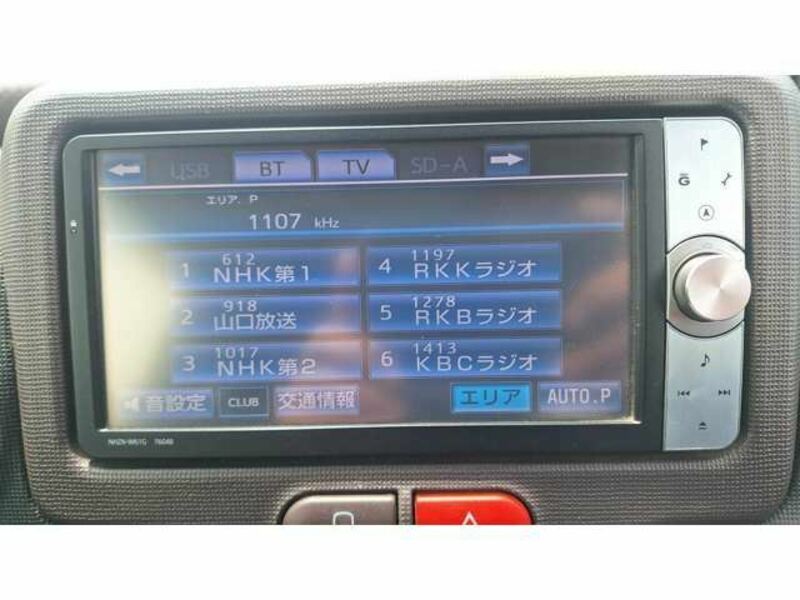 USB BT TV SD-A
エリア. P
1107 kHz
1 612 NHK第1
4 1197 RKKラジオ
2 918 山口放送
5 1278 RKBラジオ
3 1017 NHK第2
6 1413 KBCラジオ
音設定 CLUB 交通情報 エリア AUTO.P
NHZN-W61G 76049
G